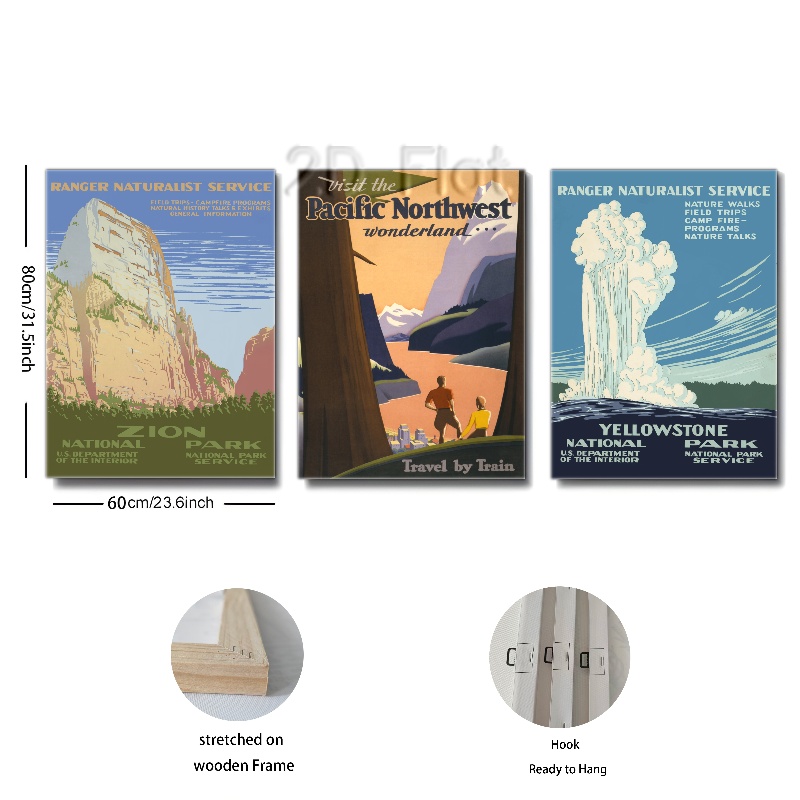 2D Flat
RANGER NATURALIST SERVICE
FIELD TRIPS - CAMPFIRE PROGRAMS
NATURAL HISTORY TALKS & EXHIBITS
GENERAL INFORMATION
ZION
NATIONAL PARK
U.S. DEPARTMENT
OF THE INTERIOR
NATIONAL PARK
SERVICE
visit the
Pacific Northwest
wonderland...
Travel by Train
RANGER NATURALIST SERVICE
NATURE WALKS
FIELD TRIPS
CAMP FIRE-
PROGRAMS
NATURE TALKS
YELLOWSTONE
NATIONAL PARK
U.S. DEPARTMENT
OF THE INTERIOR
NATIONAL PARK
SERVICE
80cm/31.5inch
60cm/23.6inch
stretched on
wooden Frame
Hook
Ready to Hang